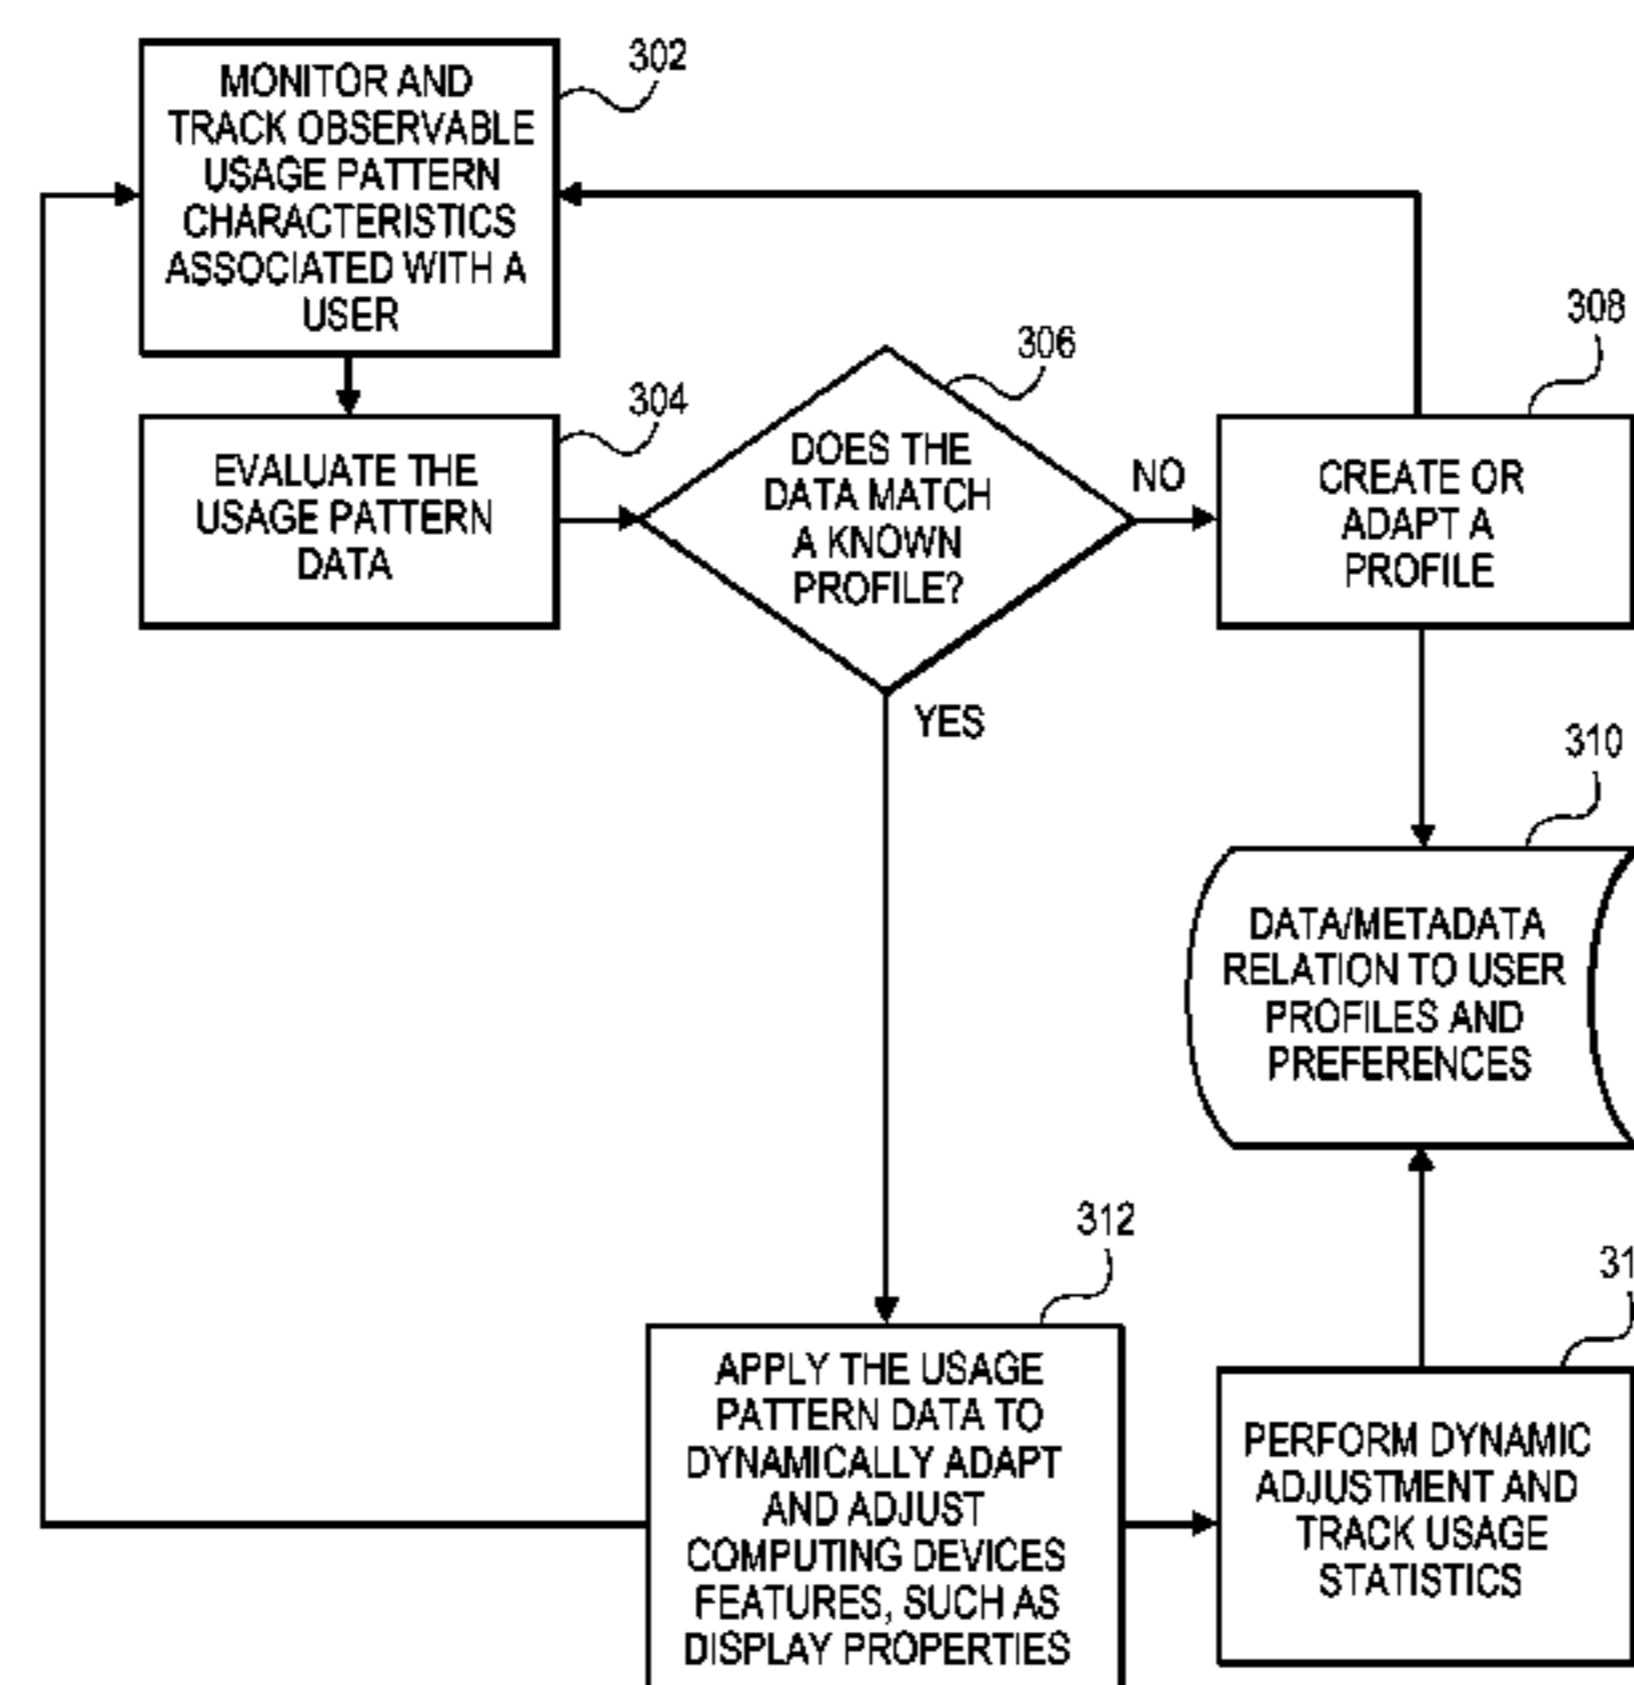 302
MONITOR AND
TRACK OBSERVABLE
USAGE PATTERN
CHARACTERISTICS
ASSOCIATED WITH A
USER
304
EVALUATE THE
USAGE PATTERN
DATA
306
DOES THE
DATA MATCH
A KNOWN
PROFILE?
NO
YES
308
CREATE OR
ADAPT A
PROFILE
310
DATA/METADATA
RELATION TO USER
PROFILES AND
PREFERENCES
312
APPLY THE USAGE
PATTERN DATA TO
DYNAMICALLY ADAPT
AND ADJUST
COMPUTING DEVICES
FEATURES, SUCH AS
DISPLAY PROPERTIES
PERFORM DYNAMIC
ADJUSTMENT AND
TRACK USAGE
STATISTICS